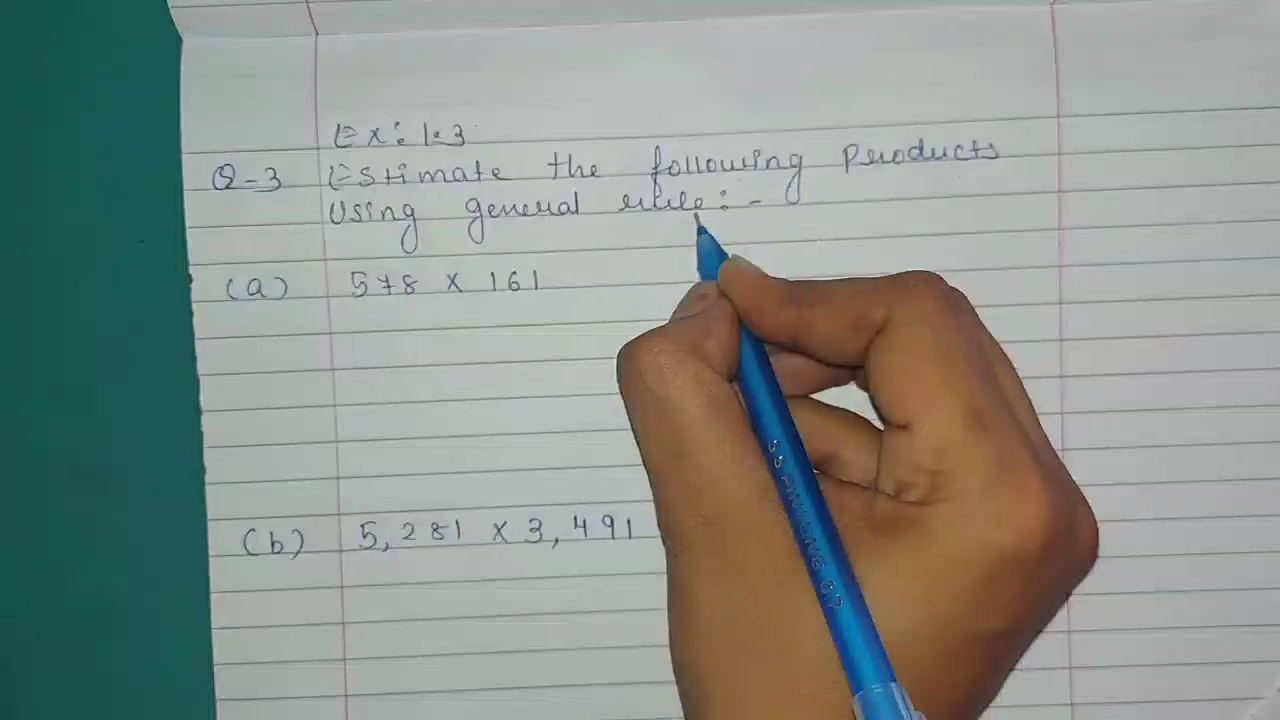 Ex: 1.3
Q-3 Estimate the following products
Using general rule:-
(a) 578 x 161
(b) 5,281 x 3,491